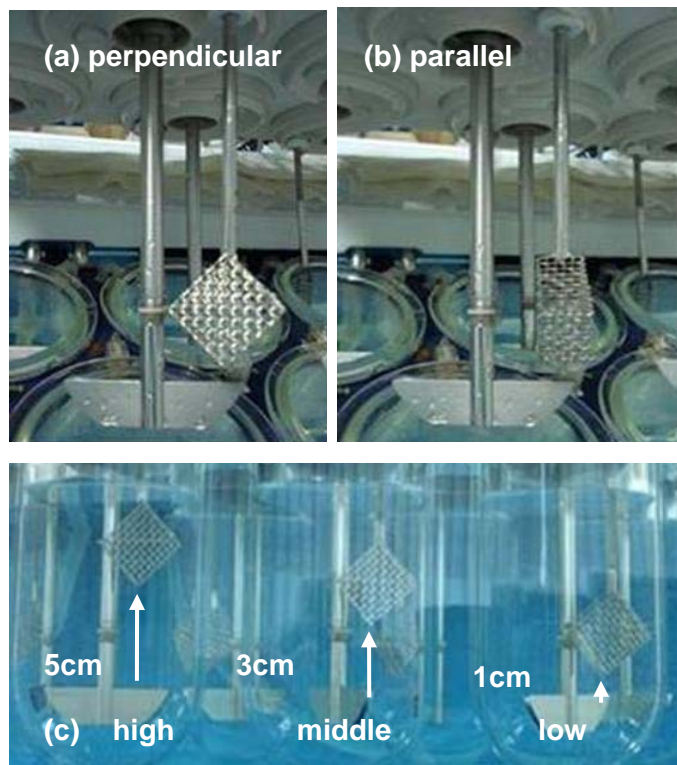 (a) perpendicular
(b) parallel
5cm
3cm
1cm
(c) high middle low